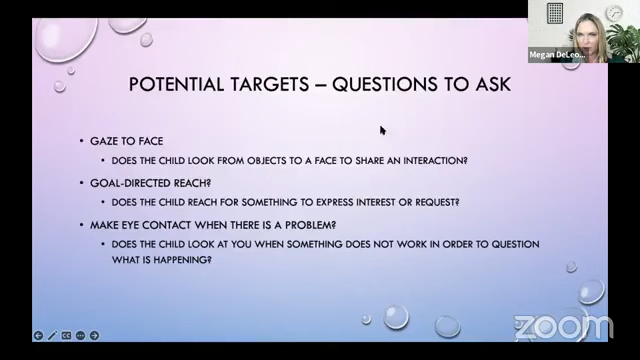 Megan DeLeo...
POTENTIAL TARGETS – QUESTIONS TO ASK
• GAZE TO FACE
• DOES THE CHILD LOOK FROM OBJECTS TO A FACE TO SHARE AN INTERACTION?
• GOAL-DIRECTED REACH?
• DOES THE CHILD REACH FOR SOMETHING TO EXPRESS INTEREST OR REQUEST?
• MAKE EYE CONTACT WHEN THERE IS A PROBLEM?
• DOES THE CHILD LOOK AT YOU WHEN SOMETHING DOES NOT WORK IN ORDER TO QUESTION
WHAT IS HAPPENING?
zoom